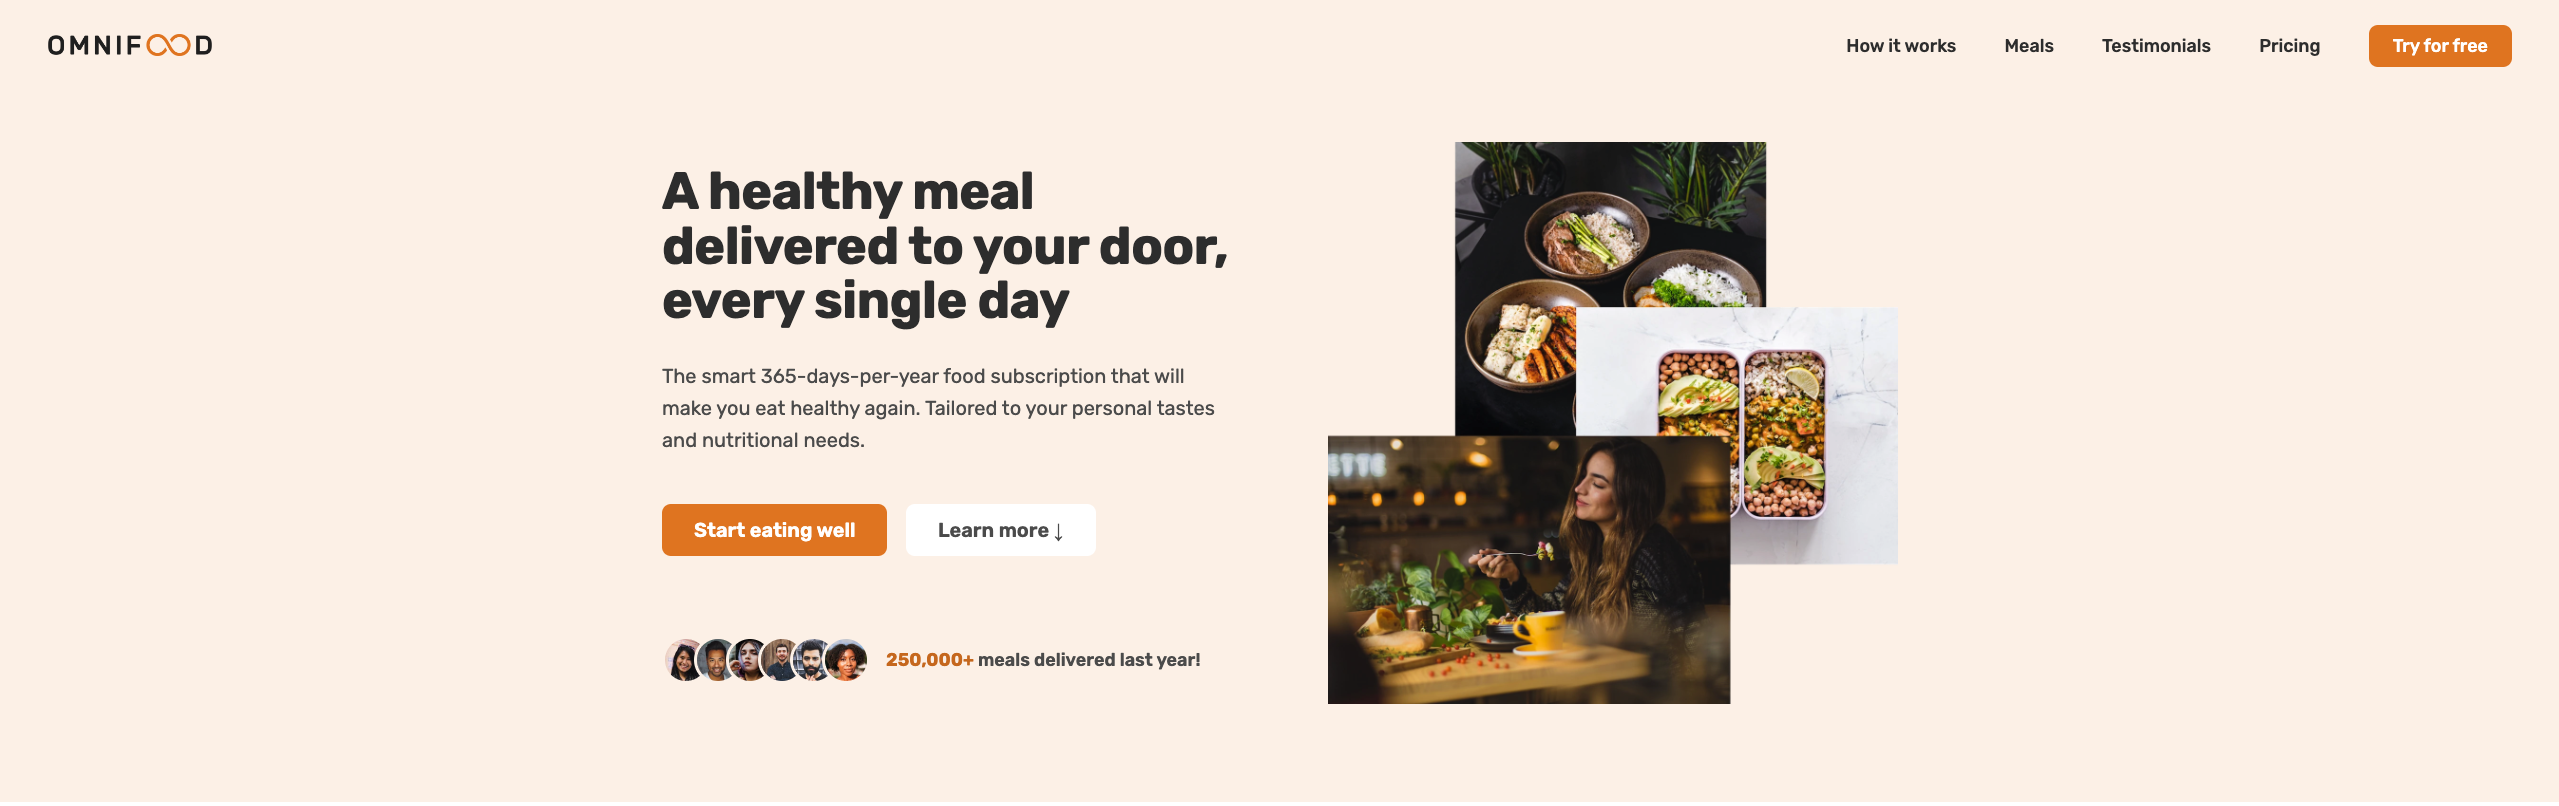 OMNIFOOD
How it works
Meals
Testimonials
Pricing
Try for free
A healthy meal
delivered to your door,
every single day
The smart 365-days-per-year food subscription that will
make you eat healthy again. Tailored to your personal tastes
and nutritional needs.
Start eating well
Learn more ↓
250,000+ meals delivered last year!